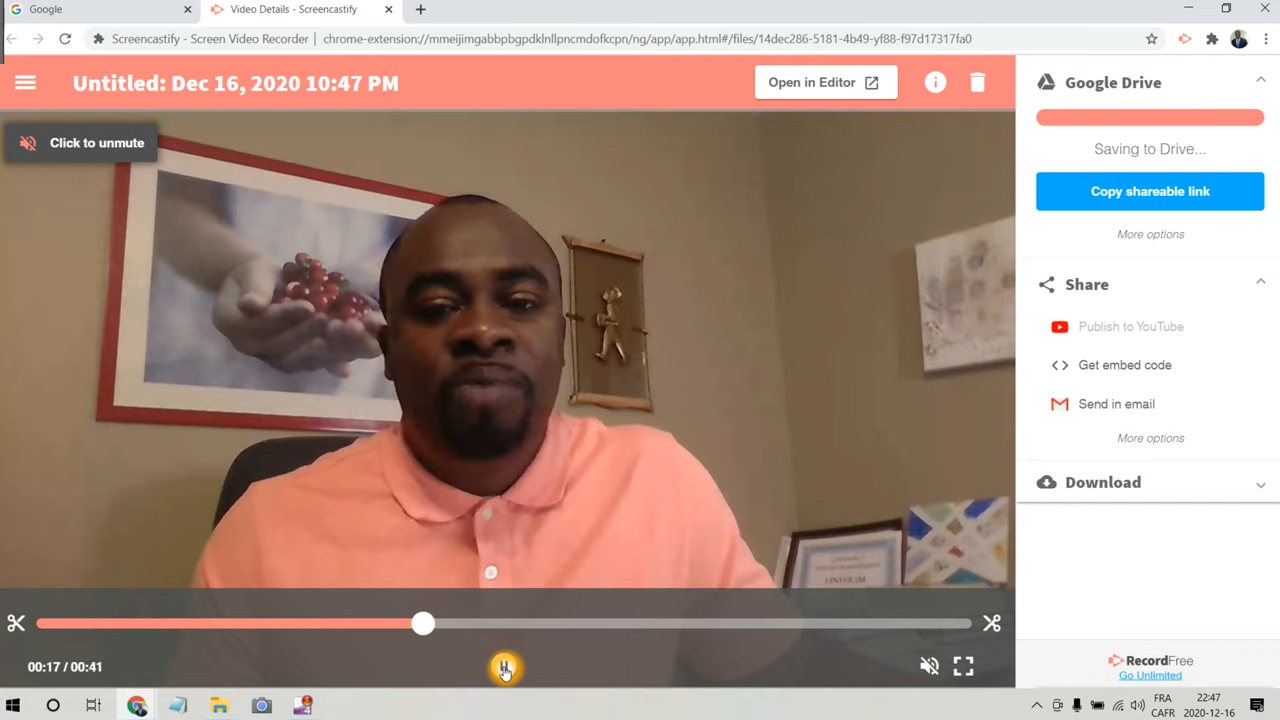 Google
Video Details - Screencastify
Screencastify - Screen Video Recorder | chrome-extension://mmeijimgabbpbgpdklnllpncmdofkcpn/ng/app/app.html#/files/14dec286-5181-4b49-yf88-f97d17317fa0
Untitled: Dec 16, 2020 10:47 PM
Open in Editor
Click to unmute
Google Drive
Saving to Drive...
Copy shareable link
More options
Share
Publish to YouTube
Get embed code
Send in email
More options
Download
00:17 / 00:41
RecordFree
Go Unlimited
FRA
CAFR
22:47
2020-12-16